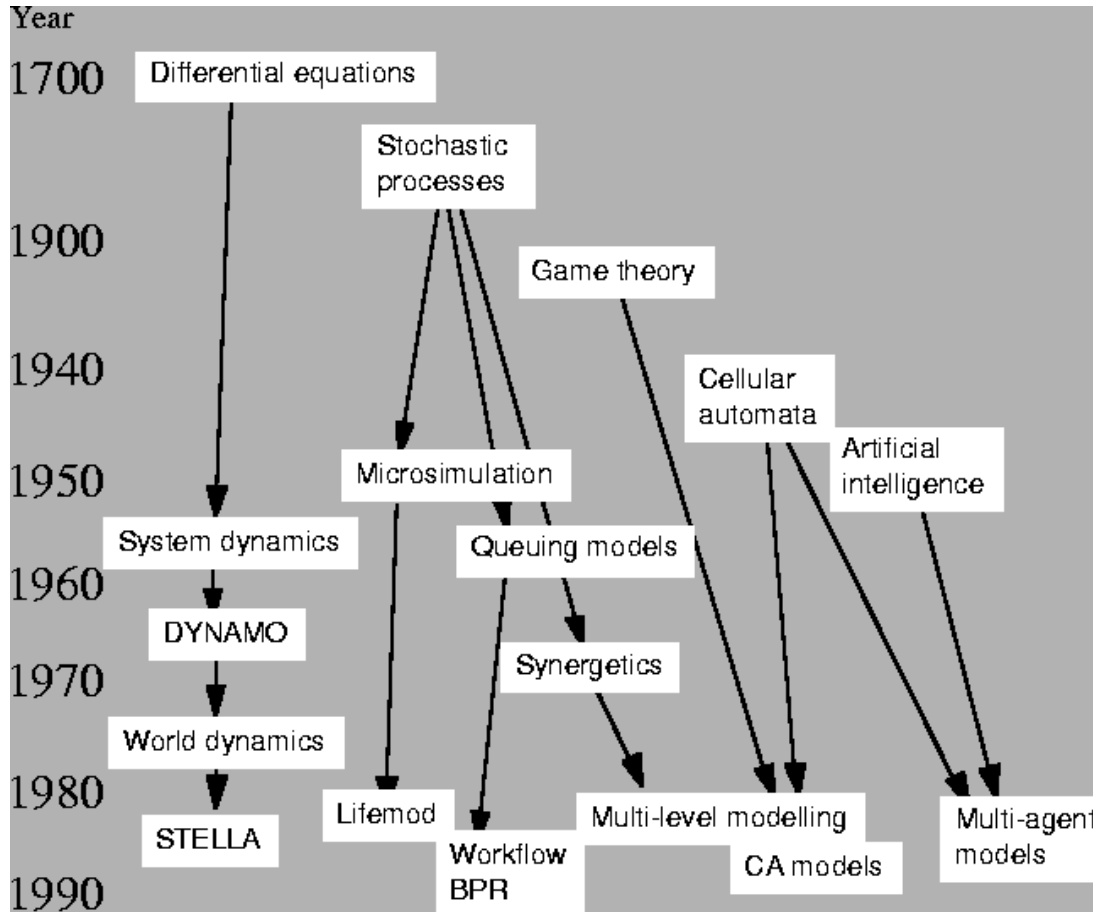 Year
1700
Differential equations
Stochastic
processes
1900
Game theory
1940
Cellular
automata
Artificial
intelligence
Microsimulation
1950
System dynamics
Queuing models
1960
DYNAMO
Synergetics
1970
World dynamics
1980
Lifemod
Multi-level modelling
Multi-agent
models
STELLA
Workflow
BPR
CA models
1990